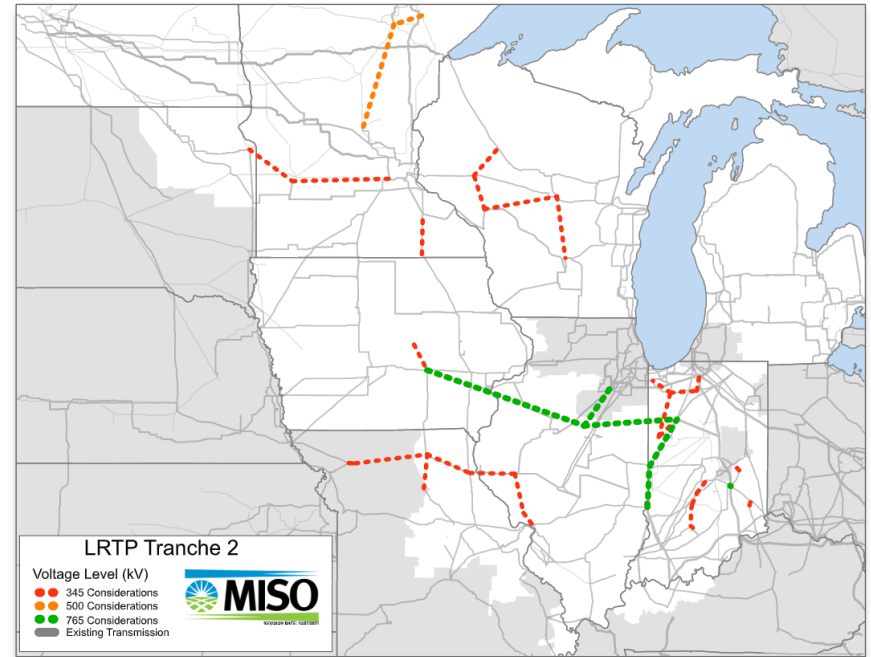 LRTP Tranche 2
Voltage Level (kV)
345 Considerations
500 Considerations
765 Considerations
Existing Transmission
MISO